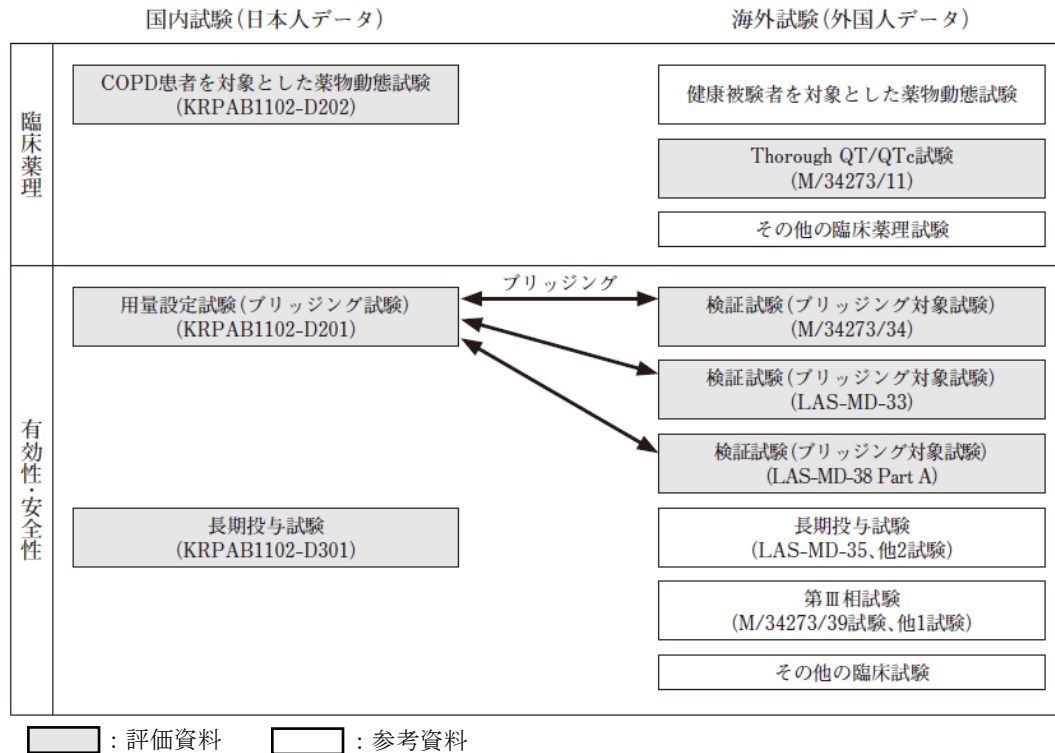 国内試験(日本人データ)
海外試験(外国人データ)
臨床薬理
COPD患者を対象とした薬物動態試験
(KRPAB1102-D202)
健康被験者を対象とした薬物動態試験
Thorough QT/QTc試験
(M/34273/11)
その他の臨床薬理試験
有効性・安全性
用量設定試験(ブリッジング試験)
(KRPAB1102-D201)
ブリッジング
検証試験(ブリッジング対象試験)
(M/34273/34)
検証試験(ブリッジング対象試験)
(LAS-MD-33)
検証試験(ブリッジング対象試験)
(LAS-MD-38 Part A)
長期投与試験
(KRPAB1102-D301)
長期投与試験
(LAS-MD-35、他2試験)
第Ⅲ相試験
(M/34273/39試験、他1試験)
その他の臨床試験
：評価資料
：参考資料